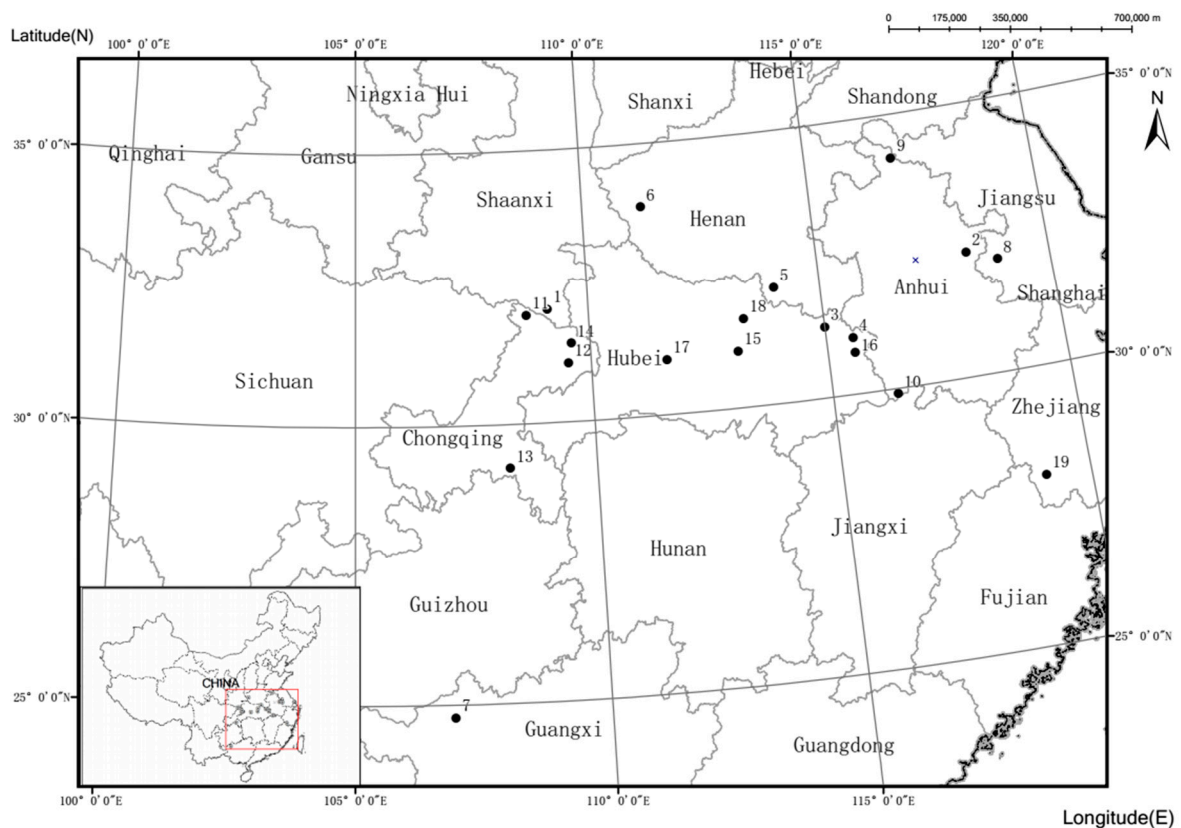 0 175,000 350,000 700,000 m
Latitude(N)
100° 0′0″E 105° 0′0″E 110° 0′0″E 115° 0′0″E 120° 0′0″E
Hebei
35° 0′0″N
Ningxia Hui
Shanxi
Shandong
N
35° 0′0″N
Qinghai
Gansu
9
Shaanxi
6
Henan
Jiangsu
2
8
5
Anhui
Shanghai
11 1
18
3
4
14
12
Hubei 17
15
16
30° 0′0″N
Sichuan
10
30° 0′0″N
Zhejiang
Chongqing
13
19
Jiangxi
Hunan
Guizhou
Fujian
25° 0′0″N
CHINA
25° 0′0″N
7
Guangxi
Guangdong
100° 0′0″E 105° 0′0″E 110° 0′0″E 115° 0′0″E
Longitude(E)